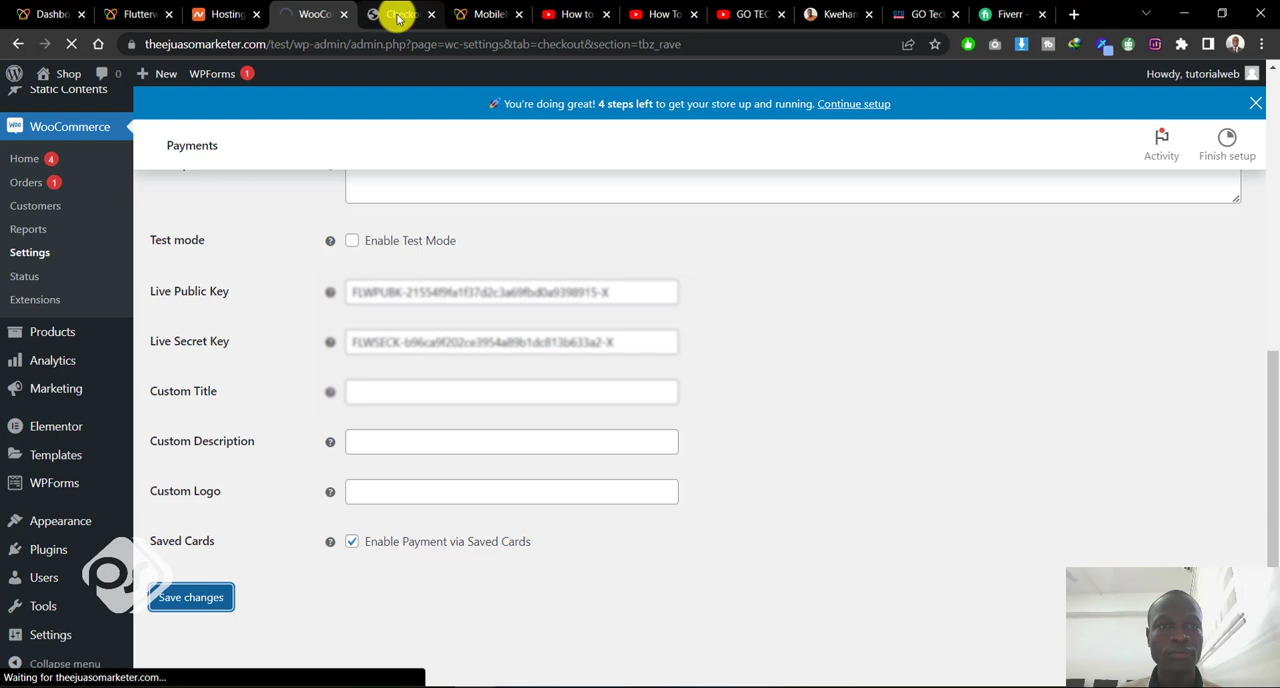 Dashbo
Flutterw
Hosting
WooCo
Checko
Mobile
How to
How To
GO TEC
Kwehan
GO Tec
Fiverr -
theejuasomarketer.com/test/wp-admin/admin.php?page=wc-settings&tab=checkout&section=tbz_rave
Shop 0 New WPForms 1
Howdy, tutorialweb
Static Contents
You're doing great! 4 steps left to get your store up and running. Continue setup
WooCommerce
Payments
Activity
Finish setup
Home 4
Orders 1
Customers
Reports
Settings
Status
Extensions
Products
Analytics
Marketing
Elementor
Templates
WPForms
Appearance
Plugins
Users
Tools
Settings
Collapse menu
Test mode
Enable Test Mode
Live Public Key
Live Secret Key
Custom Title
Custom Description
Custom Logo
Saved Cards
Enable Payment via Saved Cards
Save changes
Waiting for theejuasomarketer.com...